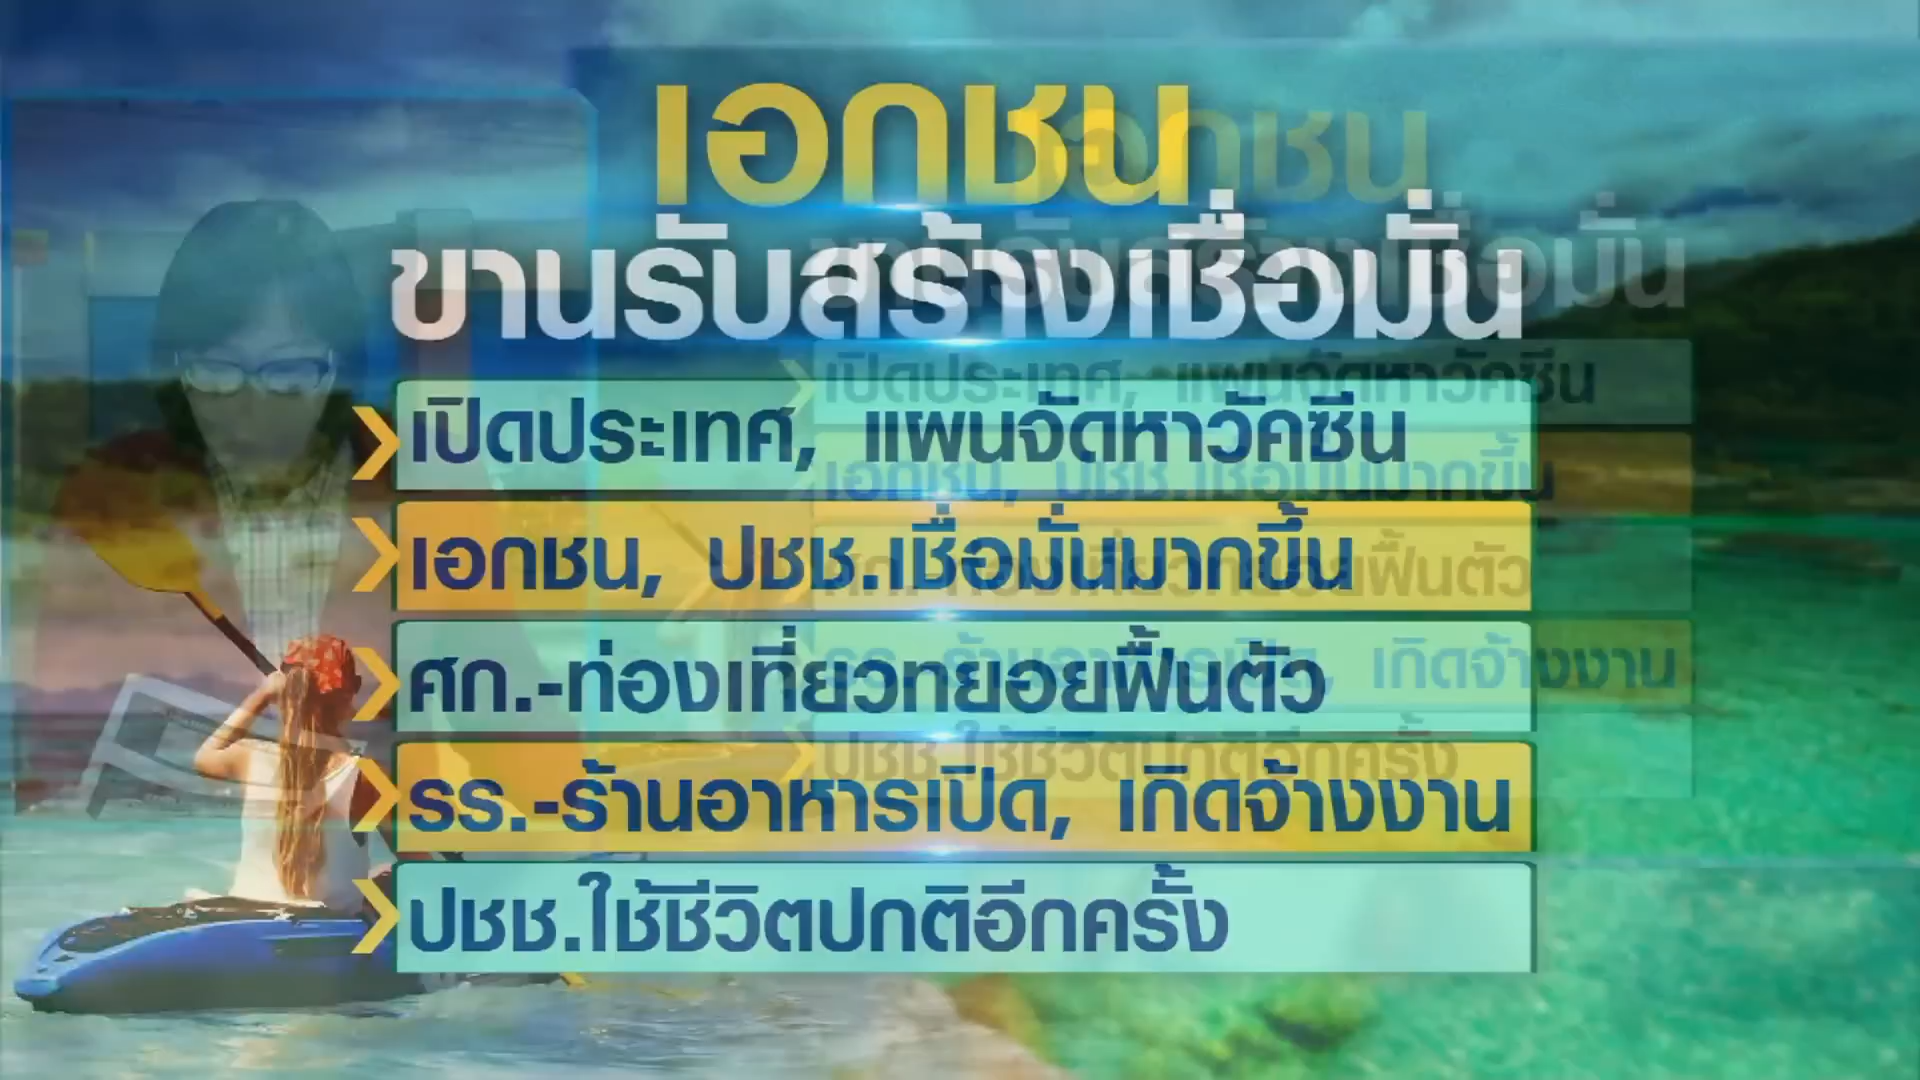 เอกชน
ขานรับสร้างเชื่อมั่น
เปิดประเทศ, แผนจัดหาวัคซีน
เอกชน, ปชช.เชื่อมั่นมากขึ้น
ศก.-ท่องเที่ยวทยอยฟื้นตัว
รร.-ร้านอาหารเปิด, เกิดจ้างงาน
ปชช.ใช้ชีวิตปกติอีกครั้ง